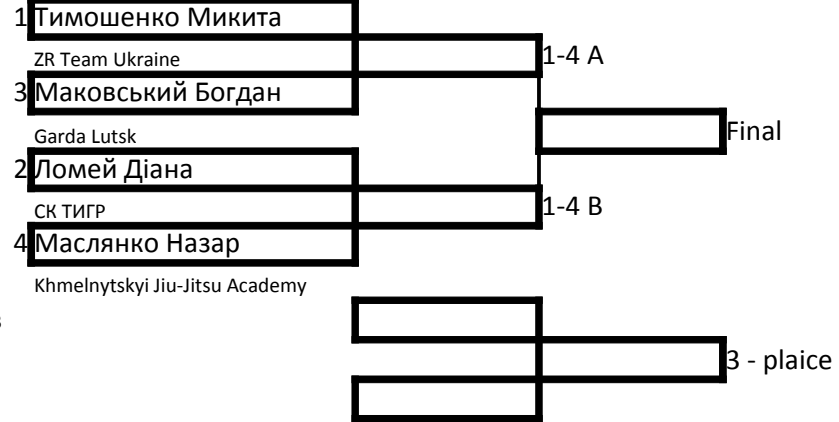 1 Тимошенко Микита
ZR Team Ukraine
1-4 A
3 Маковський Богдан
Garda Lutsk
Final
2 Ломей Діана
СК ТИГР
1-4 B
4 Маслянко Назар
Khmelnytskyi Jiu-Jitsu Academy
3 - plaice